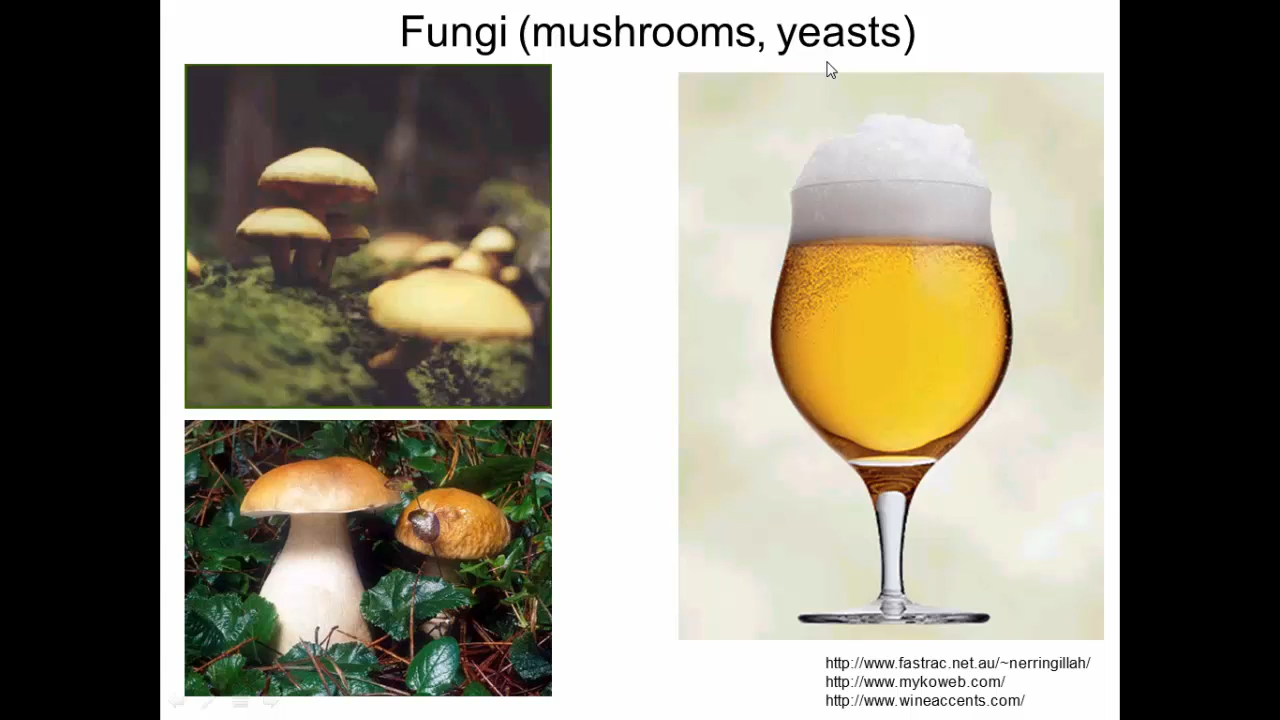 Fungi (mushrooms, yeasts)
http://www.fastrac.net.au/~nerringillah/
http://www.mykoweb.com/
http://www.wineaccents.com/